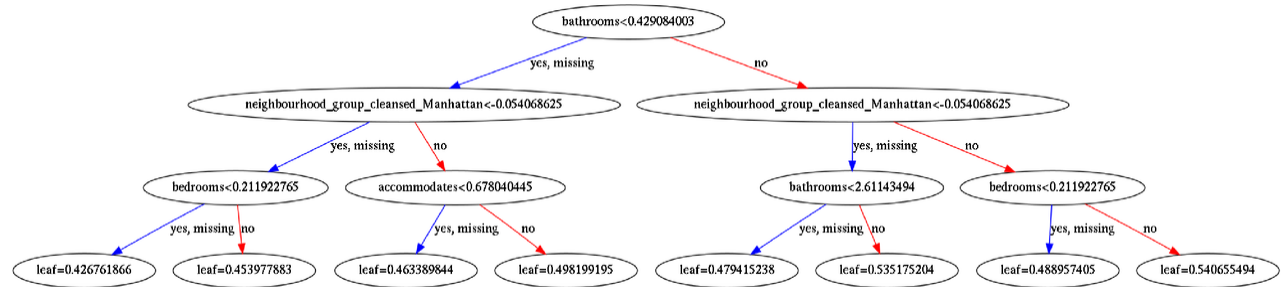 bathrooms<0.429084003
yes, missing
no
neighbourhood_group_cleansed_Manhattan<-0.054068625
neighbourhood_group_cleansed_Manhattan<-0.054068625
yes, missing
no
yes, missing
no
bedrooms<0.211922765
accommodates<0.678040445
bathrooms<2.61143494
bedrooms<0.211922765
yes, missing
no
yes, missing
no
yes, missing
no
yes, missing
no
leaf=0.426761866
leaf=0.453977883
leaf=0.463389844
leaf=0.498199195
leaf=0.479415238
leaf=0.535175204
leaf=0.488957405
leaf=0.540655494